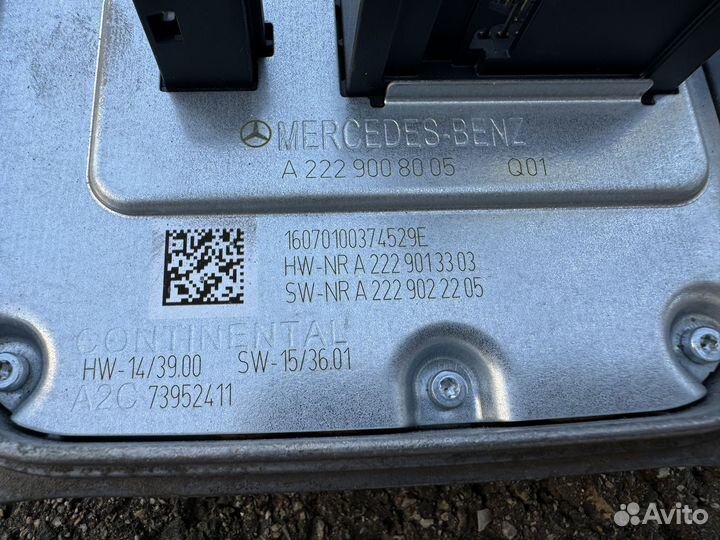 MERCEDES-BENZ
A 222 900 80 05 Q01
16070100374529E
HW-NR A 222 901 33 03
SW-NR A 222 902 22 05
CONTINENTAL
HW-14/39.00 SW-15/36.01
A2C 73952411
Avito